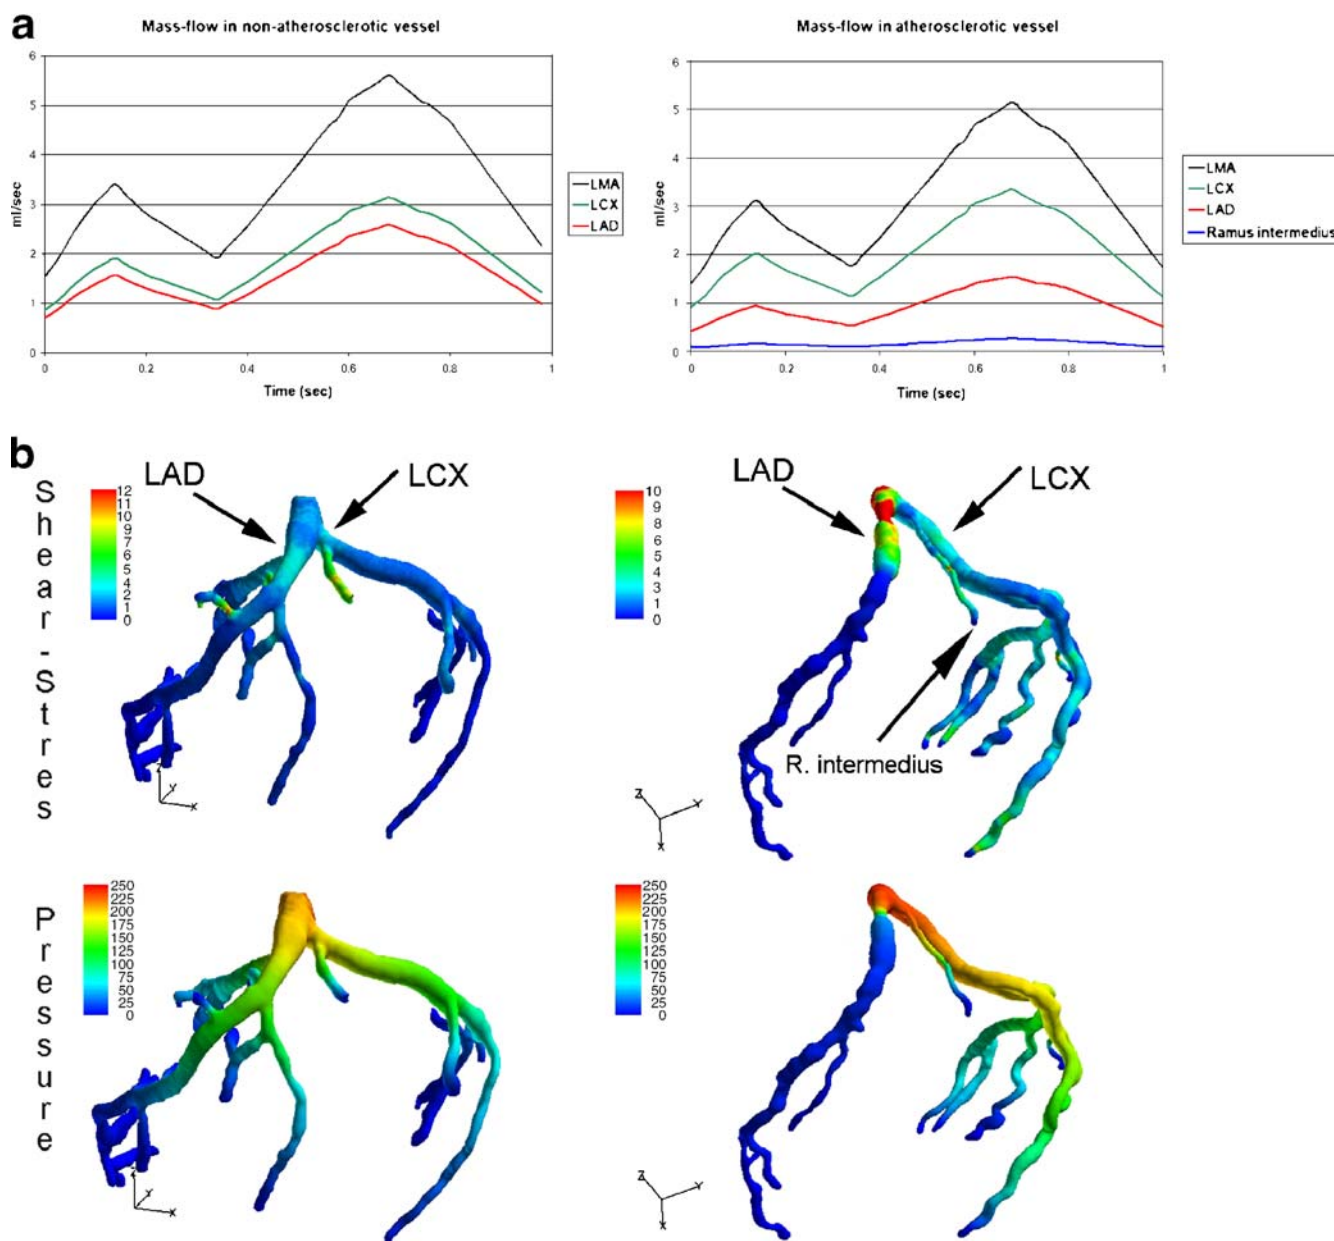 a
Mass-flow in non-atherosclerotic vessel
6
5
4
3
2
1
0
ml/sec
0
0.2
0.4
0.6
0.8
1
Time (sec)
LMA
LCX
LAD
Mass-flow in atherosclerotic vessel
6
5
4
3
2
1
0
ml/sec
0
0.2
0.4
0.6
0.8
1
Time (sec)
LMA
LCX
LAD
Ramus intermedius
b
Shear-Stres
12
11
10
9
7
6
5
4
2
1
0
LAD
LCX
Z
Y
X
10
9
8
6
5
4
3
1
0
LAD
LCX
R. intermedius
Z
Y
X
Pressure
250
225
200
175
150
125
100
75
50
25
0
Z
Y
X
250
225
200
175
150
125
100
75
50
25
0
Z
Y
X